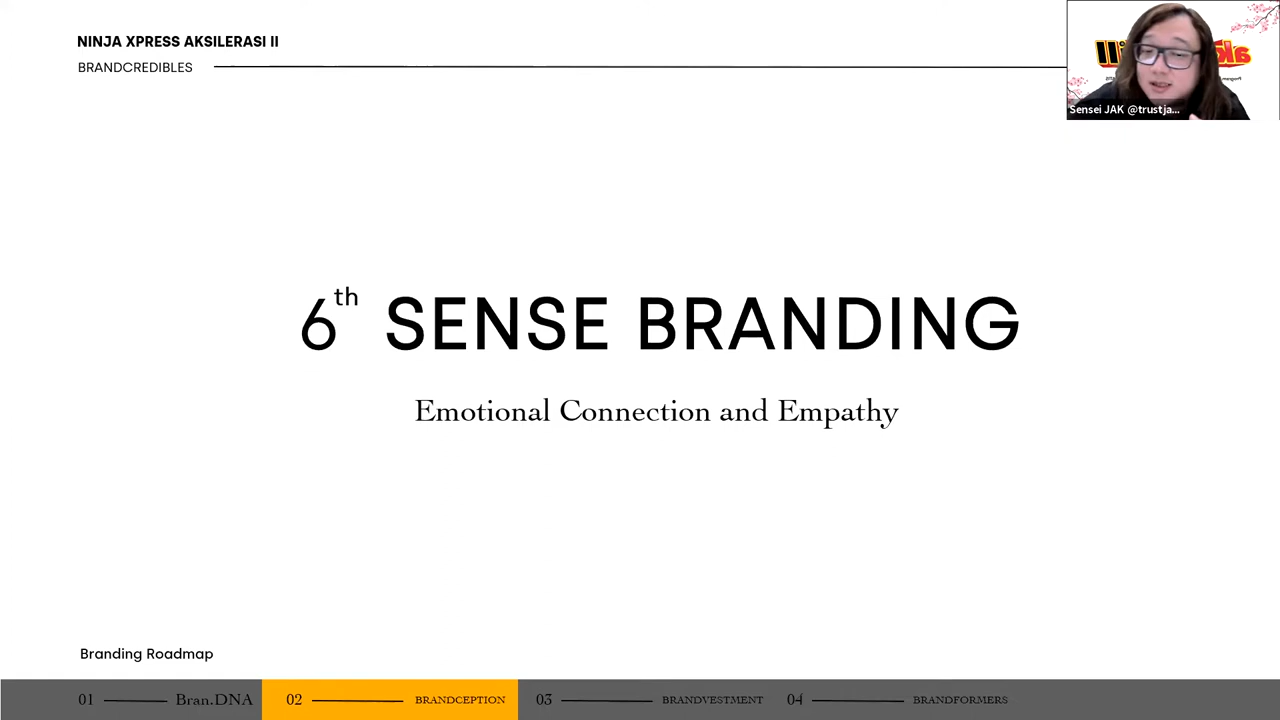 NINJA XPRESS AKSILERASI II
BRANDCREDIBLES
Sensei JAK @trustja...
6th SENSE BRANDING
Emotional Connection and Empathy
Branding Roadmap
01 Bran.DNA 02 BRANDCEPTION 03 BRANDVESTMENT 04 BRANDFORMERS